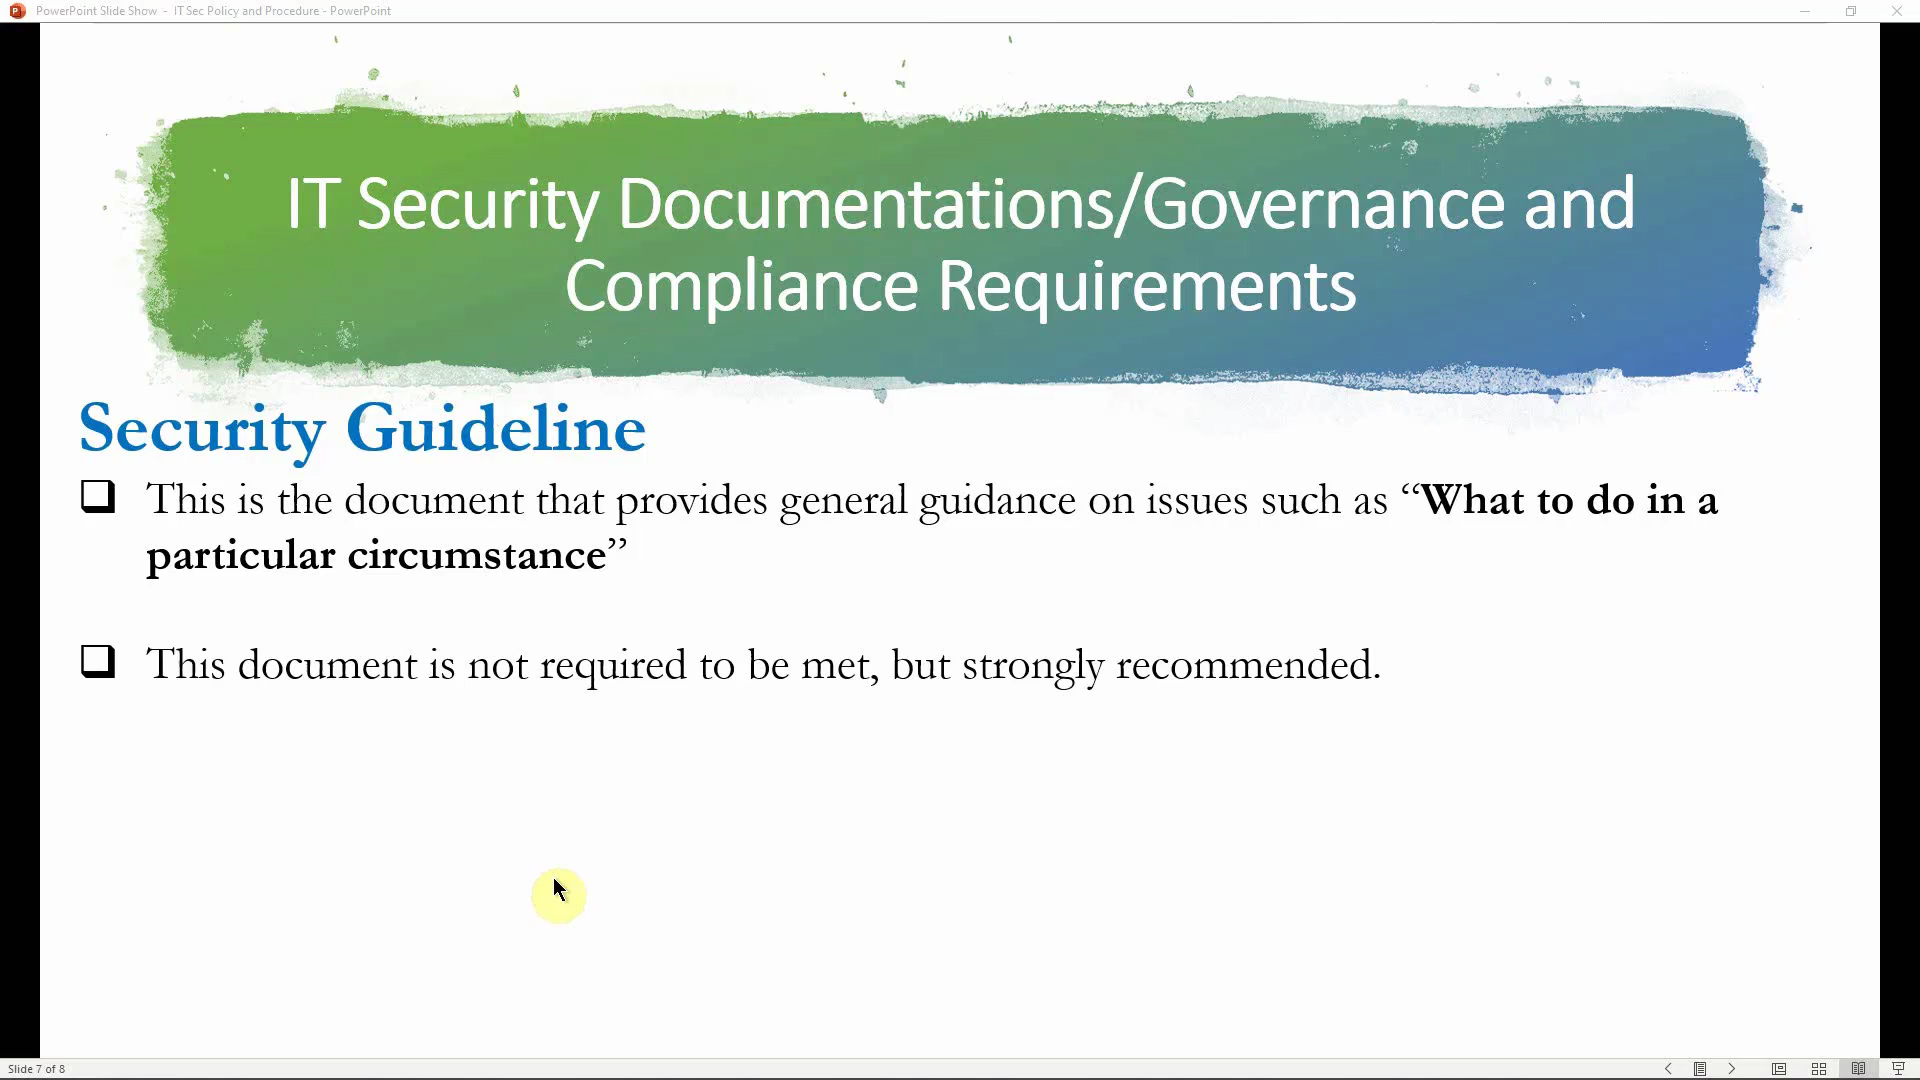 PowerPoint Slide Show - IT Sec Policy and Procedure - PowerPoint
IT Security Documentations/Governance and
Compliance Requirements
Security Guideline
This is the document that provides general guidance on issues such as “What to do in a
particular circumstance”
This document is not required to be met, but strongly recommended.
Slide 7 of 8